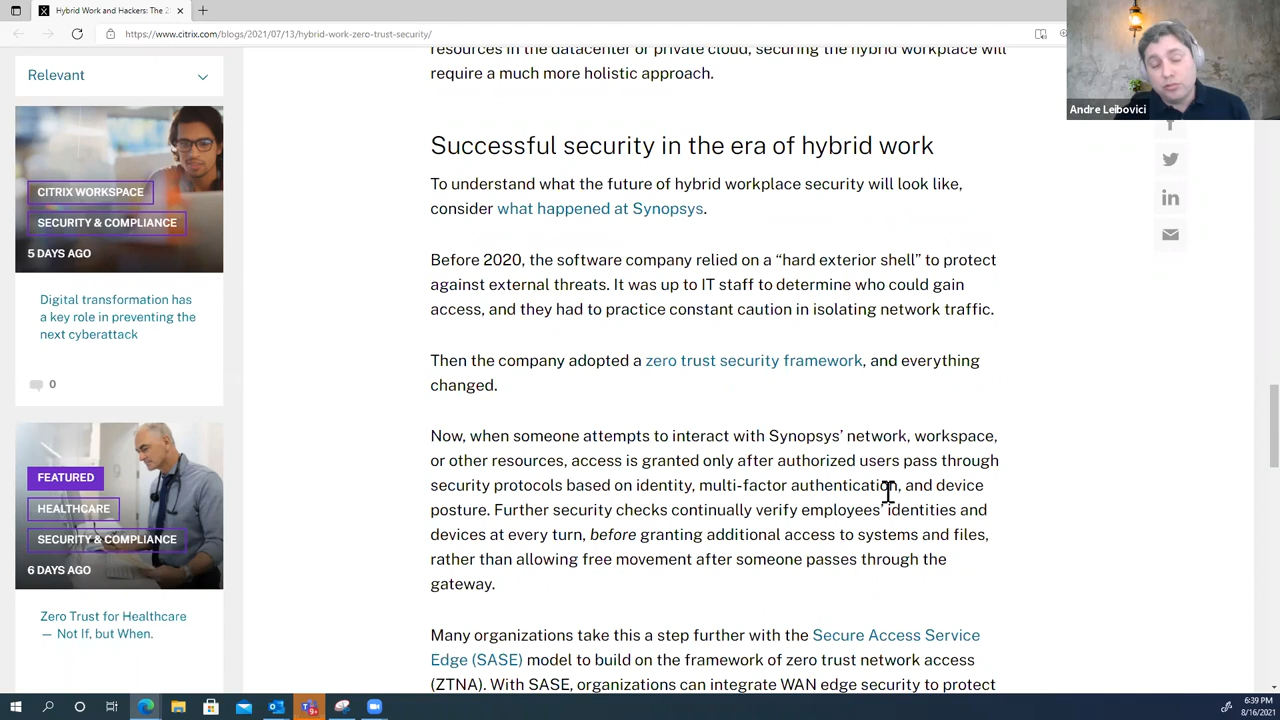 Hybrid Work and Hackers: The 2
https://www.citrix.com/blogs/2021/07/13/hybrid-work-zero-trust-security/
Andre Leibovici
Relevant
CITRIX WORKSPACE
SECURITY & COMPLIANCE
5 DAYS AGO
Digital transformation has
a key role in preventing the
next cyberattack
0
FEATURED
HEALTHCARE
SECURITY & COMPLIANCE
6 DAYS AGO
Zero Trust for Healthcare
— Not If, but When.
resources in the datacenter or private cloud, securing the hybrid workplace will
require a much more holistic approach.
Successful security in the era of hybrid work
To understand what the future of hybrid workplace security will look like,
consider what happened at Synopsys.
Before 2020, the software company relied on a “hard exterior shell” to protect
against external threats. It was up to IT staff to determine who could gain
access, and they had to practice constant caution in isolating network traffic.
Then the company adopted a zero trust security framework, and everything
changed.
Now, when someone attempts to interact with Synopsys’ network, workspace,
or other resources, access is granted only after authorized users pass through
security protocols based on identity, multi-factor authentication, and device
posture. Further security checks continually verify employees’ identities and
devices at every turn, before granting additional access to systems and files,
rather than allowing free movement after someone passes through the
gateway.
Many organizations take this a step further with the Secure Access Service
Edge (SASE) model to build on the framework of zero trust network access
(ZTNA). With SASE, organizations can integrate WAN edge security to protect
6:39 PM
8/16/2021